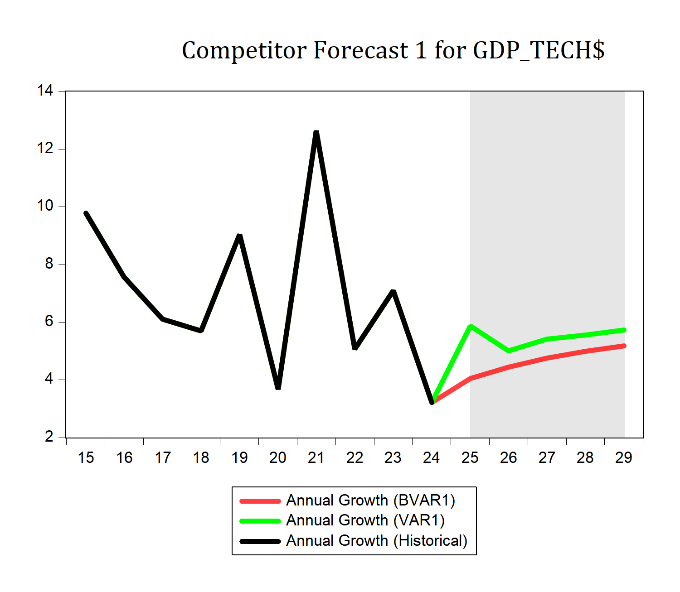 Competitor Forecast 1 for GDP_TECH$
14
12
10
8
6
4
2
15 16 17 18 19 20 21 22 23 24 25 26 27 28 29
Annual Growth (BVAR1)
Annual Growth (VAR1)
Annual Growth (Historical)